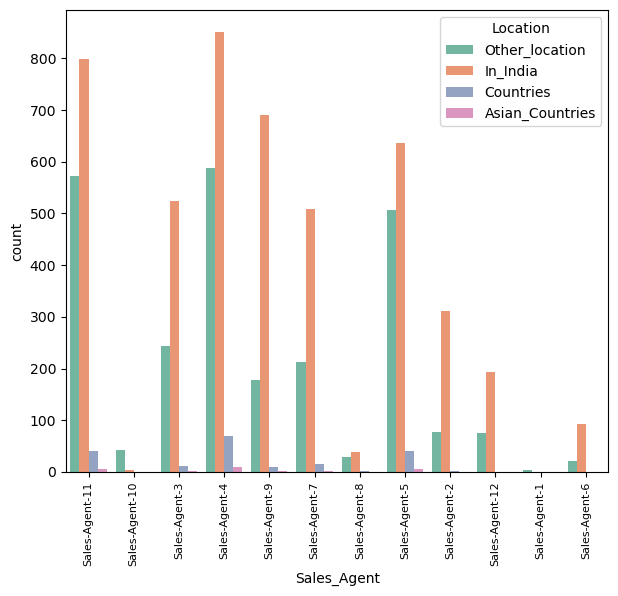 Location
Other_location
In_India
Countries
Asian_Countries
count
800
700
600
500
400
300
200
100
0
Sales-Agent-11
Sales-Agent-10
Sales-Agent-3
Sales-Agent-4
Sales-Agent-9
Sales-Agent-7
Sales-Agent-8
Sales-Agent-5
Sales-Agent-2
Sales-Agent-12
Sales-Agent-1
Sales-Agent-6
Sales_Agent